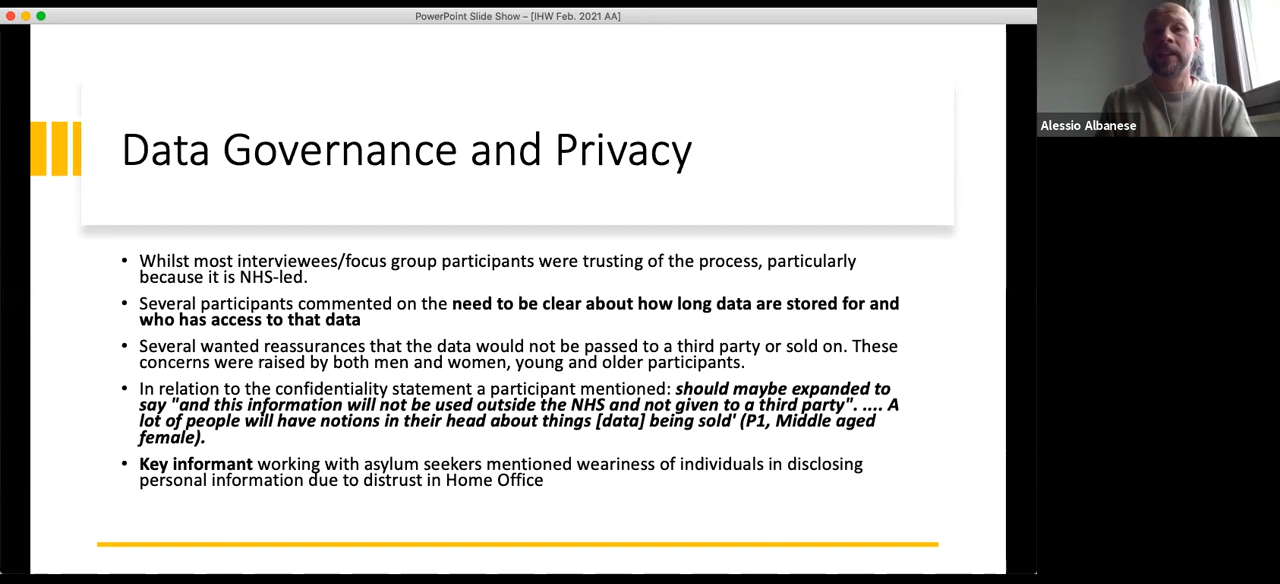 PowerPoint Slide Show – [IHW Feb. 2021 AA]
Alessio Albanese
Data Governance and Privacy
• Whilst most interviewees/focus group participants were trusting of the process, particularly
because it is NHS-led.
• Several participants commented on the need to be clear about how long data are stored for and
who has access to that data
• Several wanted reassurances that the data would not be passed to a third party or sold on. These
concerns were raised by both men and women, young and older participants.
• In relation to the confidentiality statement a participant mentioned: should maybe expanded to
say "and this information will not be used outside the NHS and not given to a third party". .... A
lot of people will have notions in their head about things [data] being sold' (P1, Middle aged
female).
• Key informant working with asylum seekers mentioned weariness of individuals in disclosing
personal information due to distrust in Home Office